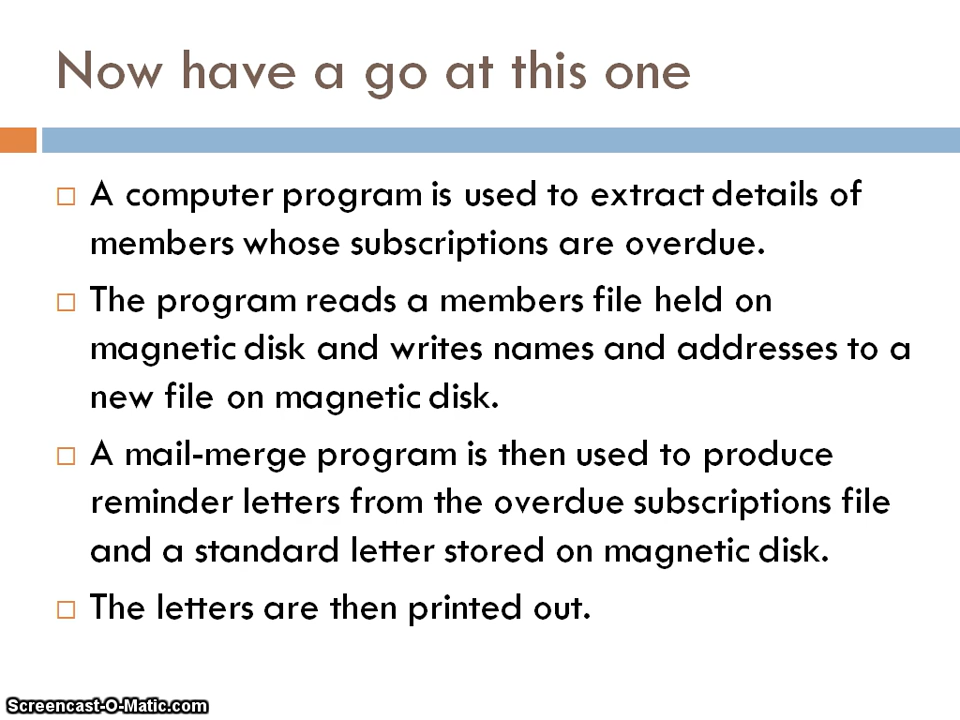 Now have a go at this one
A computer program is used to extract details of
members whose subscriptions are overdue.
The program reads a members file held on
magnetic disk and writes names and addresses to a
new file on magnetic disk.
A mail-merge program is then used to produce
reminder letters from the overdue subscriptions file
and a standard letter stored on magnetic disk.
The letters are then printed out.
Screencast-O-Matic.com